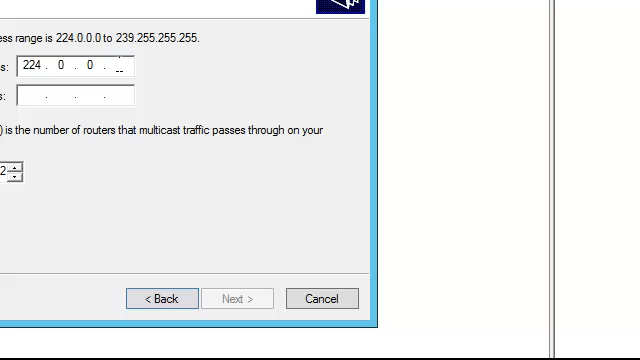 ess range is 224.0.0.0 to 239.255.255.255.
s: 224 . 0 . 0 .
s: . . .
) is the number of routers that multicast traffic passes through on your
2
< Back Next > Cancel